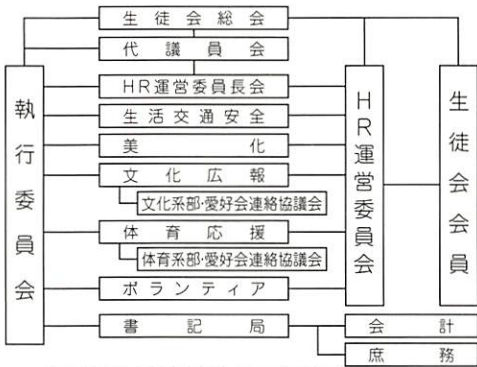 生徒会総会
代議員会
HR運営委員長会
生活交通安全
美化
文化広報
文化系部・愛好会連絡協議会
体育応援
体育系部・愛好会連絡協議会
ボランティア
書記局
執行委員会
HR運営委員会
生徒会会員
会計
庶務